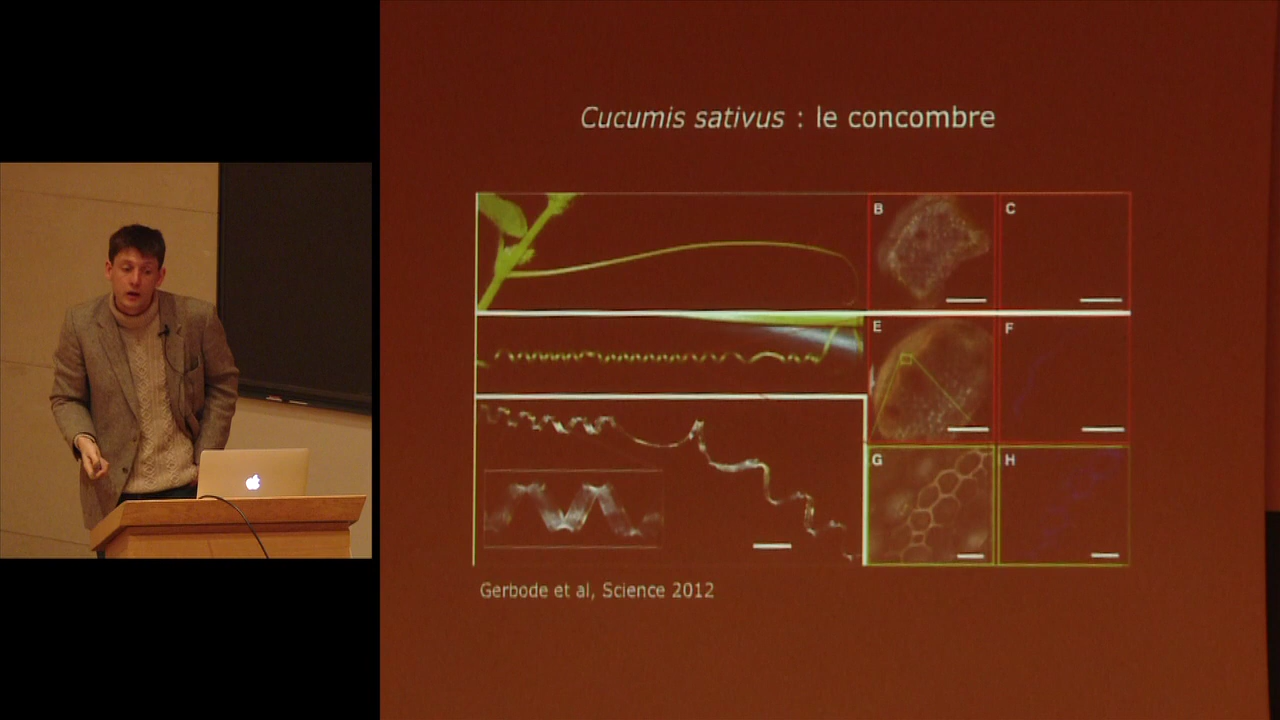 Cucumis sativus : le concombre
B
C
E
F
G
H
Gerbode et al, Science 2012